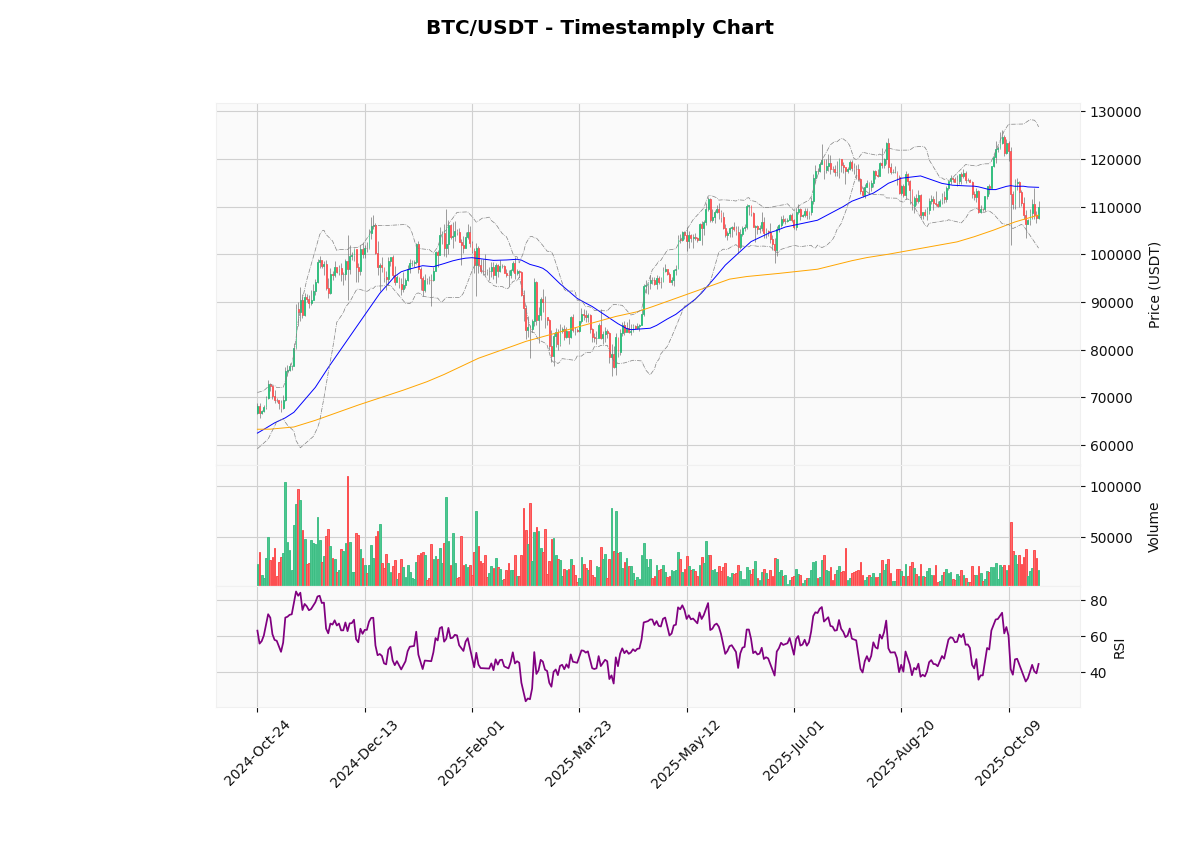 BTC/USDT - Timestamply Chart
130000
120000
110000
100000
90000
80000
70000
60000
Price (USDT)
100000
50000
Volume
80
60
40
RSI
2024-Oct-24
2024-Dec-13
2025-Feb-01
2025-Mar-23
2025-May-12
2025-Jul-01
2025-Aug-20
2025-Oct-09